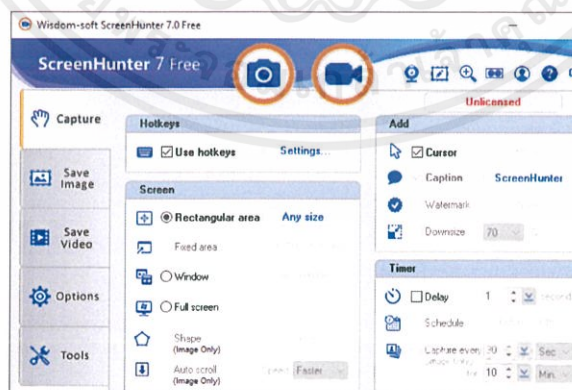 Wisdom-soft ScreenHunter 7.0 Free
ScreenHunter 7 Free
Unlicensed
Capture
Save Image
Save Video
Options
Tools
Hotkeys
Use hotkeys Settings...
Screen
Rectangular area Any size
Fixed area
Window
Full screen
Shape
(Image Only)
Auto scroll Faster
(Image Only)
Add
Cursor
Caption ScreenHunter
Watermark
Downsize 70
Timer
Delay 1 second
Schedule
Capture every 30 Sec
10 Min.